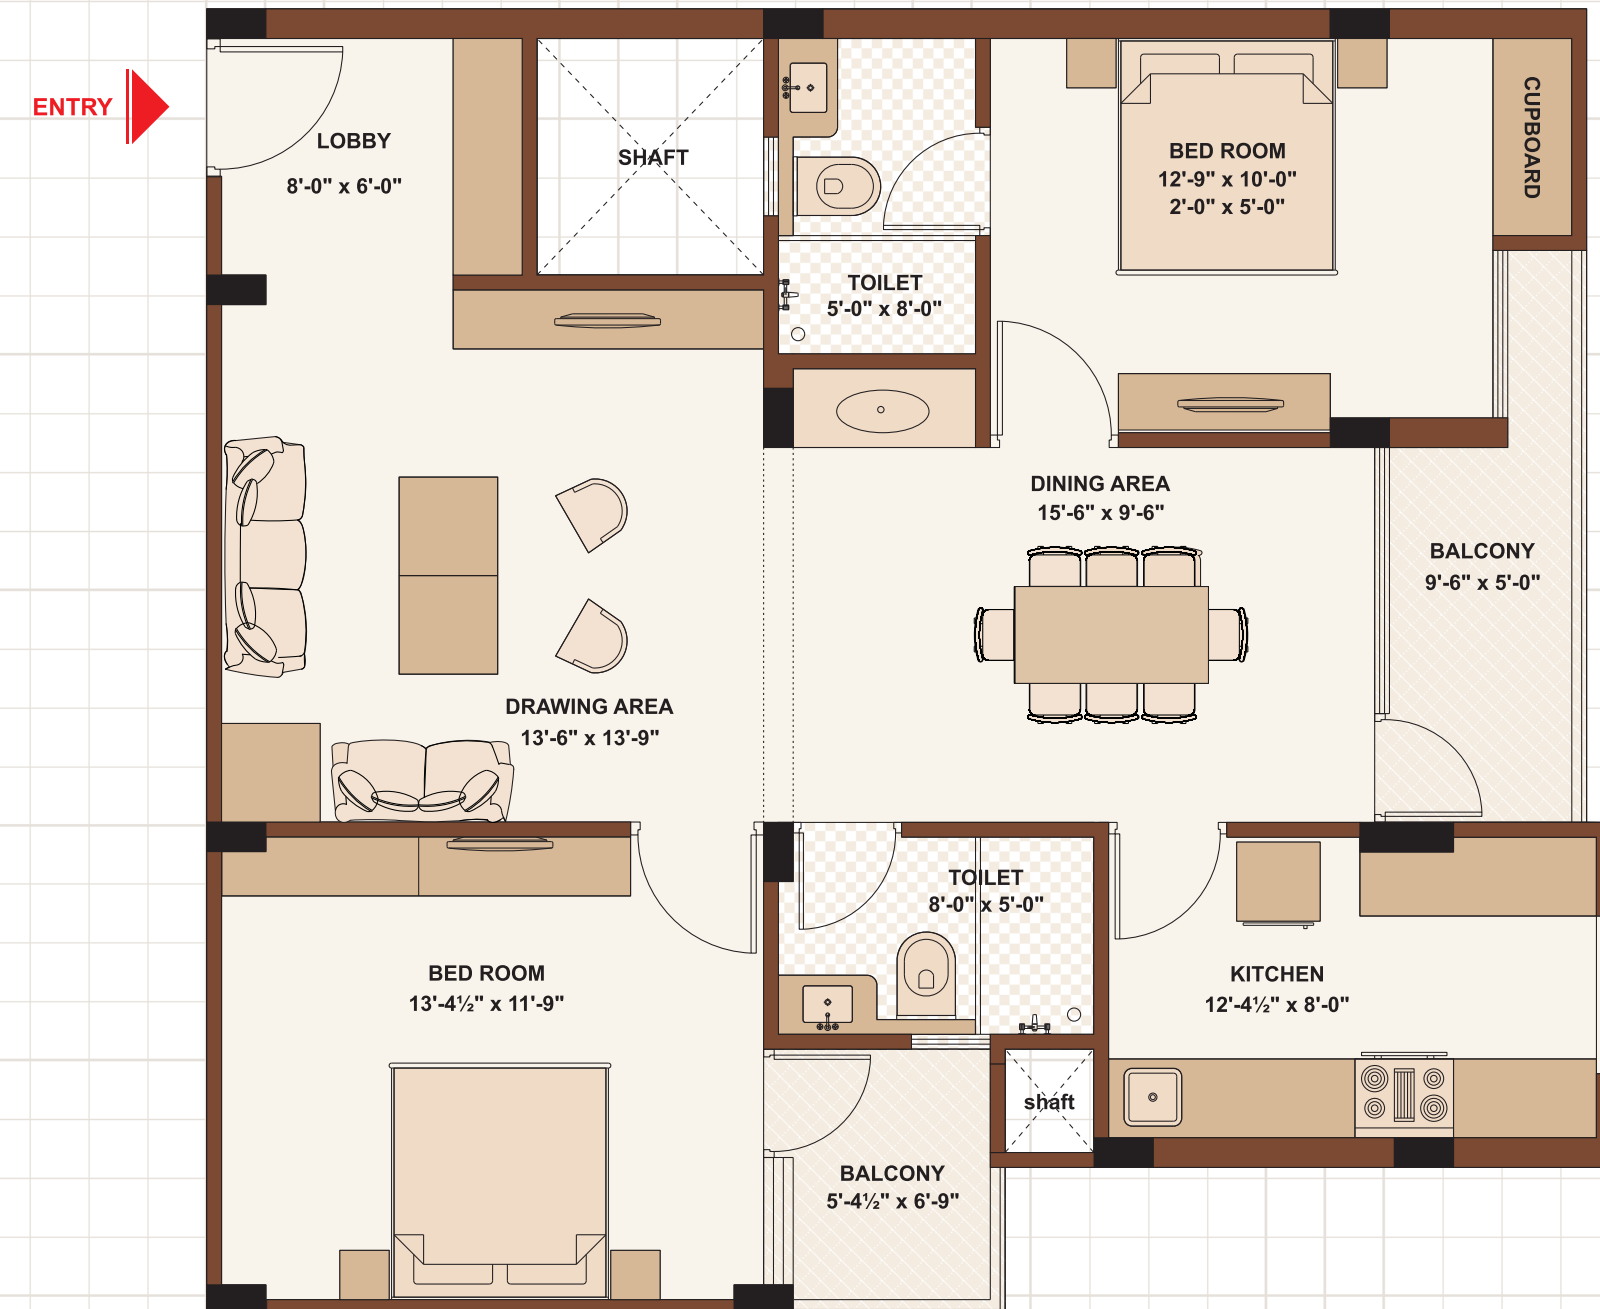 ENTRY
LOBBY
8'-0" x 6'-0"
SHAFT
TOILET
5'-0" x 8'-0"
BED ROOM
12'-9" x 10'-0"
2'-0" x 5'-0"
CUPBOARD
DINING AREA
15'-6" x 9'-6"
BALCONY
9'-6" x 5'-0"
DRAWING AREA
13'-6" x 13'-9"
TOILET
8'-0" x 5'-0"
BED ROOM
13'-4½" x 11'-9"
KITCHEN
12'-4½" x 8'-0"
shaft
BALCONY
5'-4½" x 6'-9"